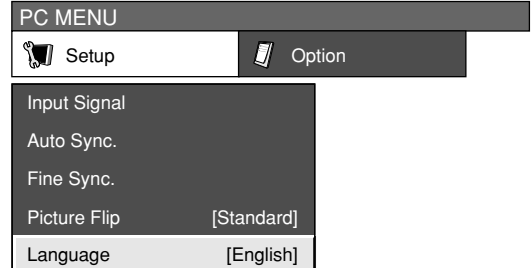 PC MENU
Setup Option
Input Signal
Auto Sync.
Fine Sync.
Picture Flip [Standard]
Language [English]